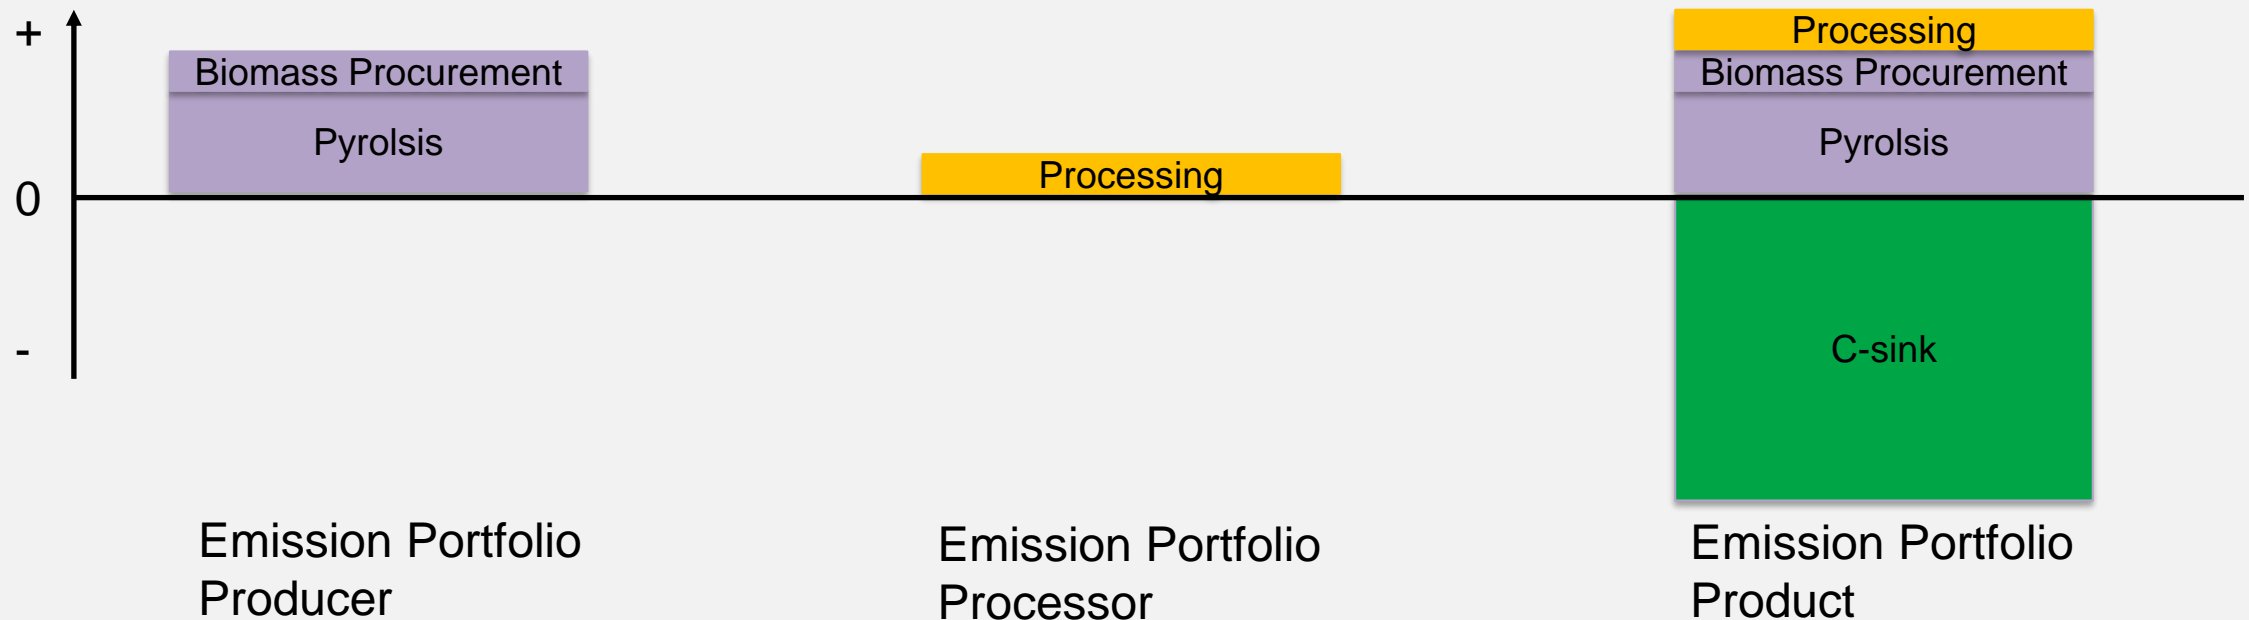 +
0
-
Biomass Procurement
Pyrolsis
Processing
Processing
Biomass Procurement
Pyrolsis
C-sink
Emission Portfolio
Producer
Emission Portfolio
Processor
Emission Portfolio
Product